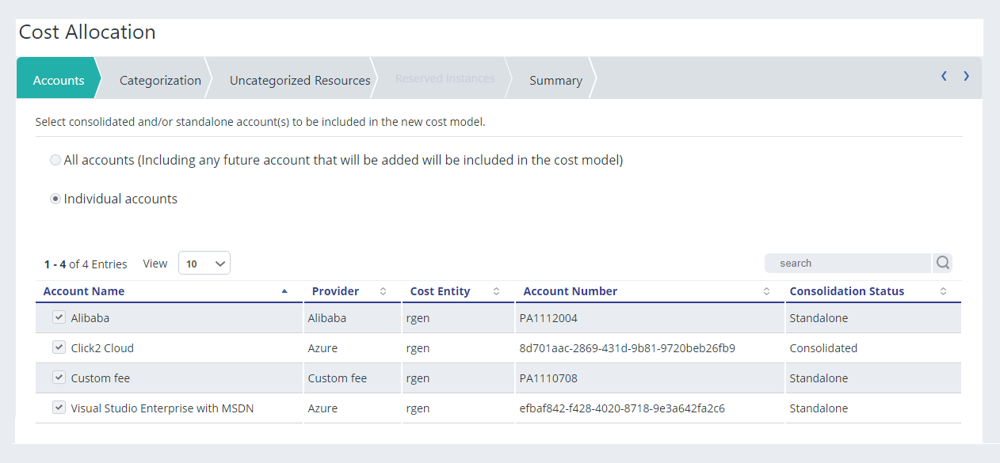 Cost Allocation
Accounts Categorization Uncategorized Resources Reserved Instances Summary
Select consolidated and/or standalone account(s) to be included in the new cost model.
All accounts (Including any future account that will be added will be included in the cost model)
Individual accounts
1 - 4 of 4 Entries View 10 search
Account Name Provider Cost Entity Account Number Consolidation Status
Alibaba Alibaba rgen PA1112004 Standalone
Click2 Cloud Azure rgen 8d701aac-2869-431d-9b81-9720beb26fb9 Consolidated
Custom fee Custom fee rgen PA1110708 Standalone
Visual Studio Enterprise with MSDN Azure rgen efbaf842-f428-4020-8718-9e3a642fa2c6 Standalone